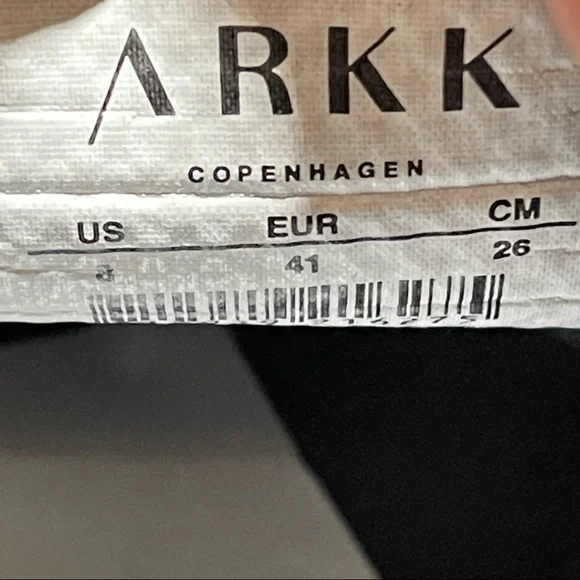 ARKK
COPENHAGEN
US EUR CM
41 26